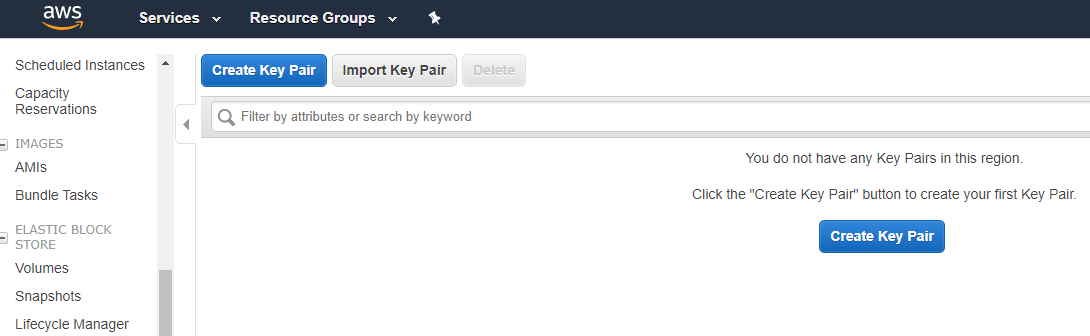 aws
Services
Resource Groups
Scheduled Instances
Capacity
Reservations
IMAGES
AMIs
Bundle Tasks
ELASTIC BLOCK
STORE
Volumes
Snapshots
Lifecycle Manager
Create Key Pair
Import Key Pair
Delete
Filter by attributes or search by keyword
You do not have any Key Pairs in this region.
Click the "Create Key Pair" button to create your first Key Pair.
Create Key Pair